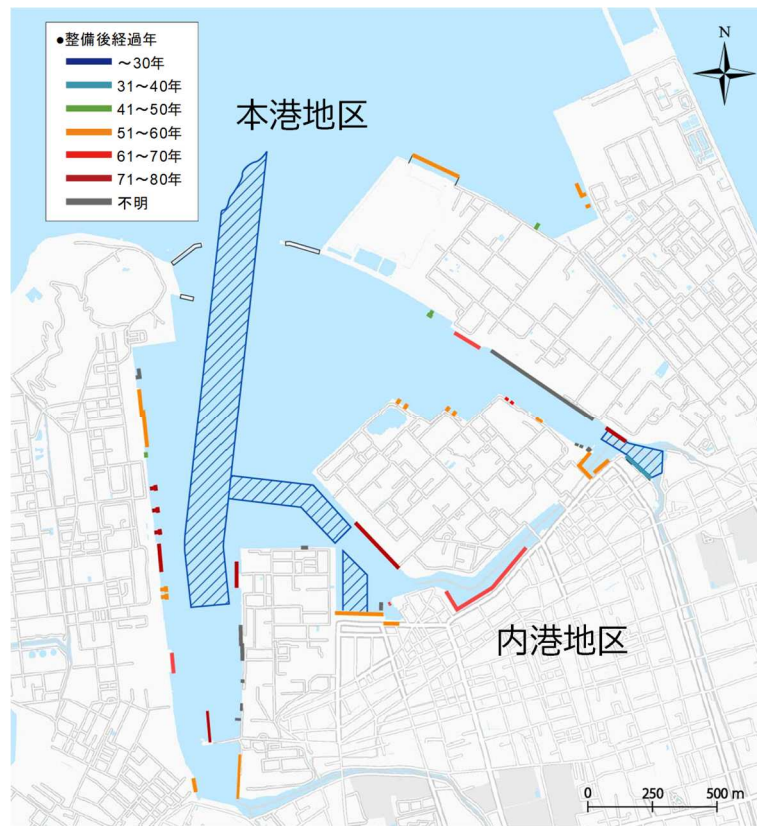 ●整備後経過年
～30年
31～40年
41～50年
51～60年
61～70年
71～80年
不明
N
本港地区
内港地区
0 250 500 m